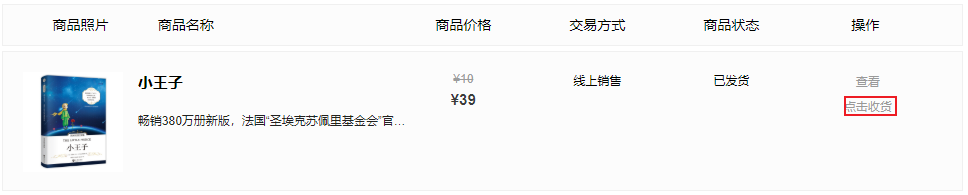 商品照片 商品名称 商品价格 交易方式 商品状态 操作
小王子
¥10
¥39
线上销售
已发货
查看
点击收货
畅销380万册新版，法国“圣埃克苏佩里基金会”官…
小王子